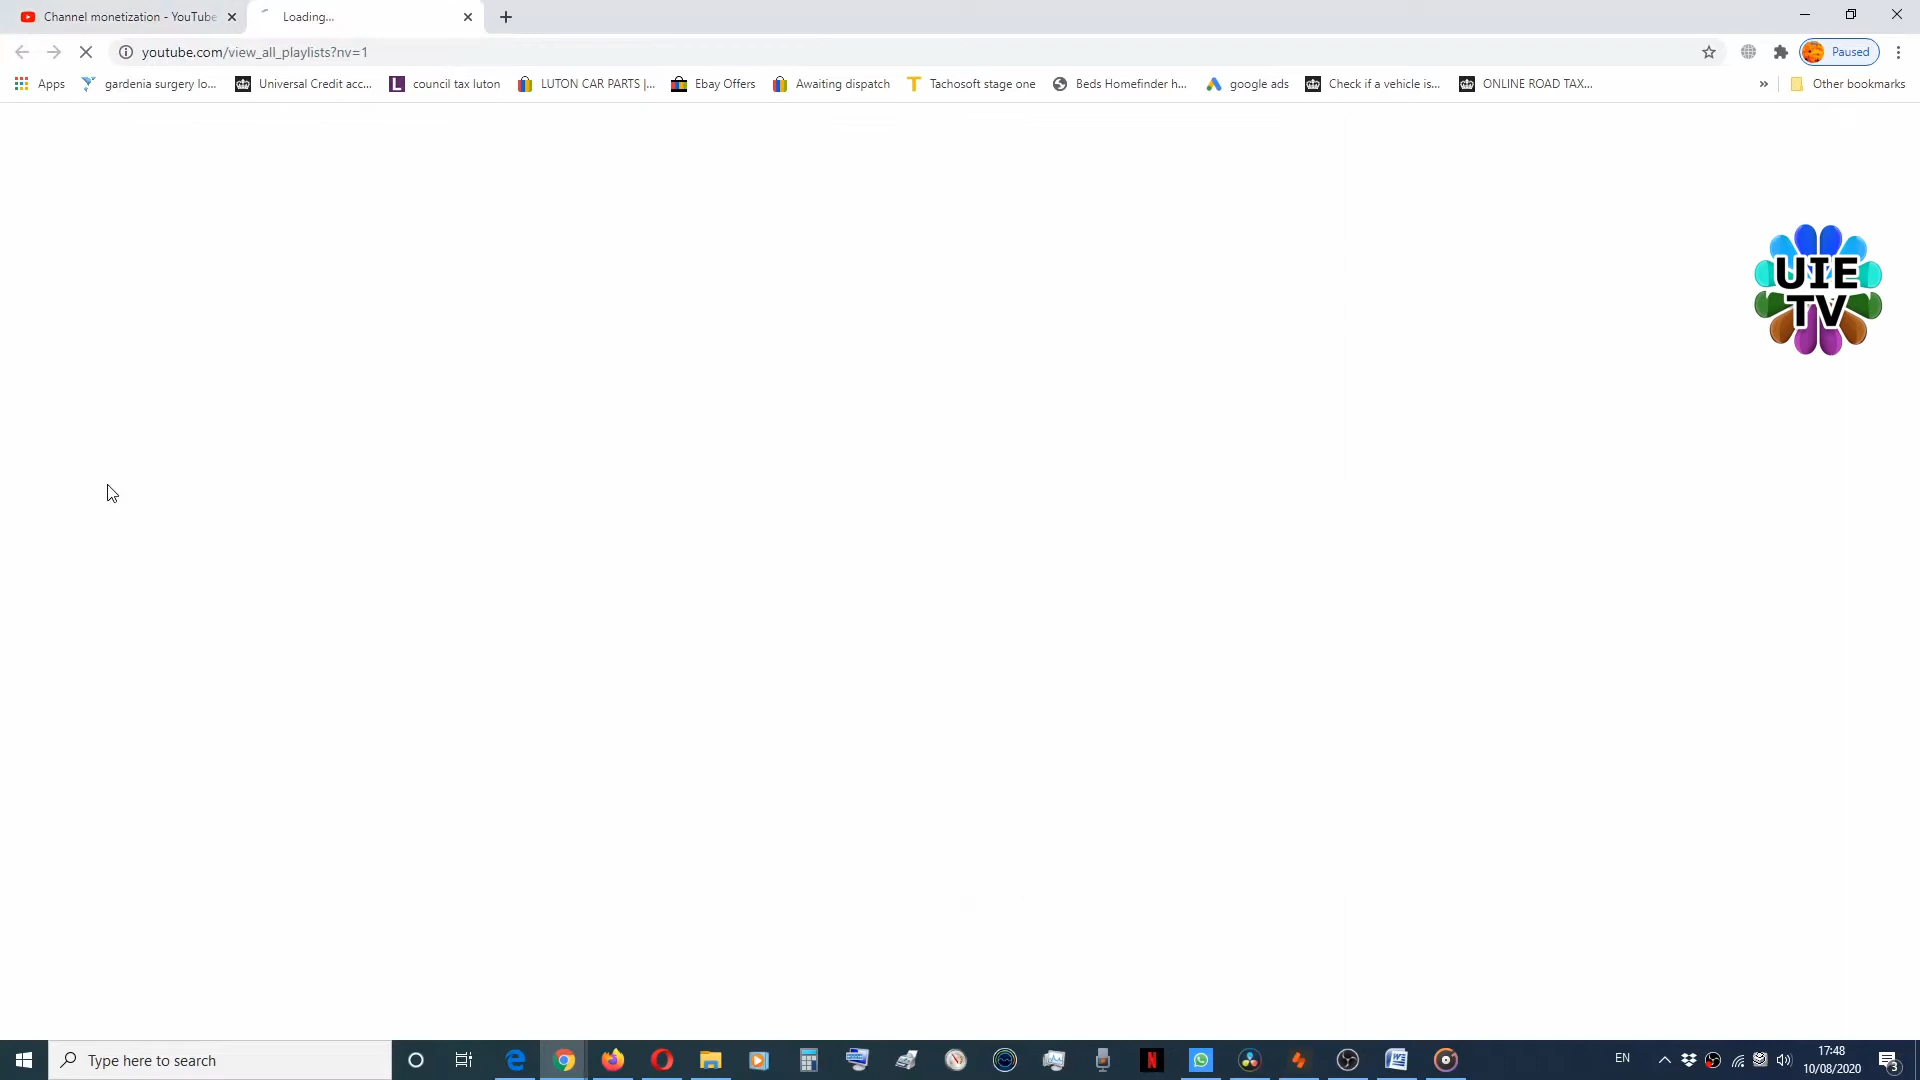 Channel monetization - YouTube
Loading...
youtube.com/view_all_playlists?nv=1
Paused
Apps
gardenia surgery lo...
Universal Credit acc...
council tax luton
LUTON CAR PARTS |...
Ebay Offers
Awaiting dispatch
Tachosoft stage one
Beds Homefinder h...
google ads
Check if a vehicle is...
ONLINE ROAD TAX...
»
Other bookmarks
UIE
TV
Type here to search
EN
17:48
10/08/2020
3